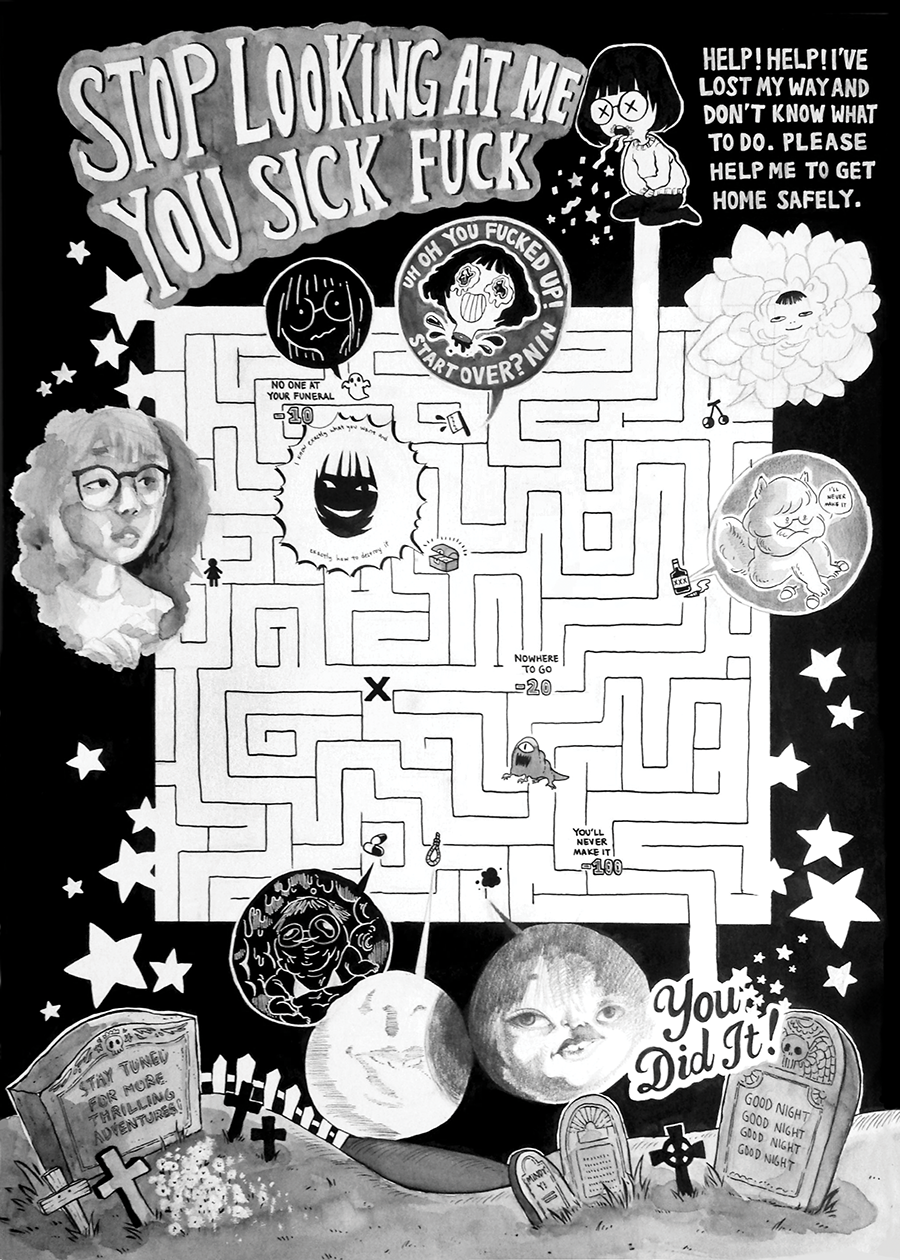 STOP LOOKING AT ME
YOU SICK FUCK
HELP! HELP! I'VE
LOST MY WAY AND
DON'T KNOW WHAT
TO DO. PLEASE
HELP ME TO GET
HOME SAFELY.
UH OH YOU FUCKED UP!
START OVER? N/N
NO ONE AT
YOUR FUNERAL
-10
I know exactly what you want and
exactly how to destroy it
I'LL
NEVER
MAKE IT
XXX
NOWHERE
TO GO
-20
X
YOU'LL
NEVER
MAKE IT
-100
You
Did It!
STAY TUNED
FOR MORE
THRILLING
ADVENTURES!
GOOD NIGHT
GOOD NIGHT
GOOD NIGHT
GOOD NIGHT